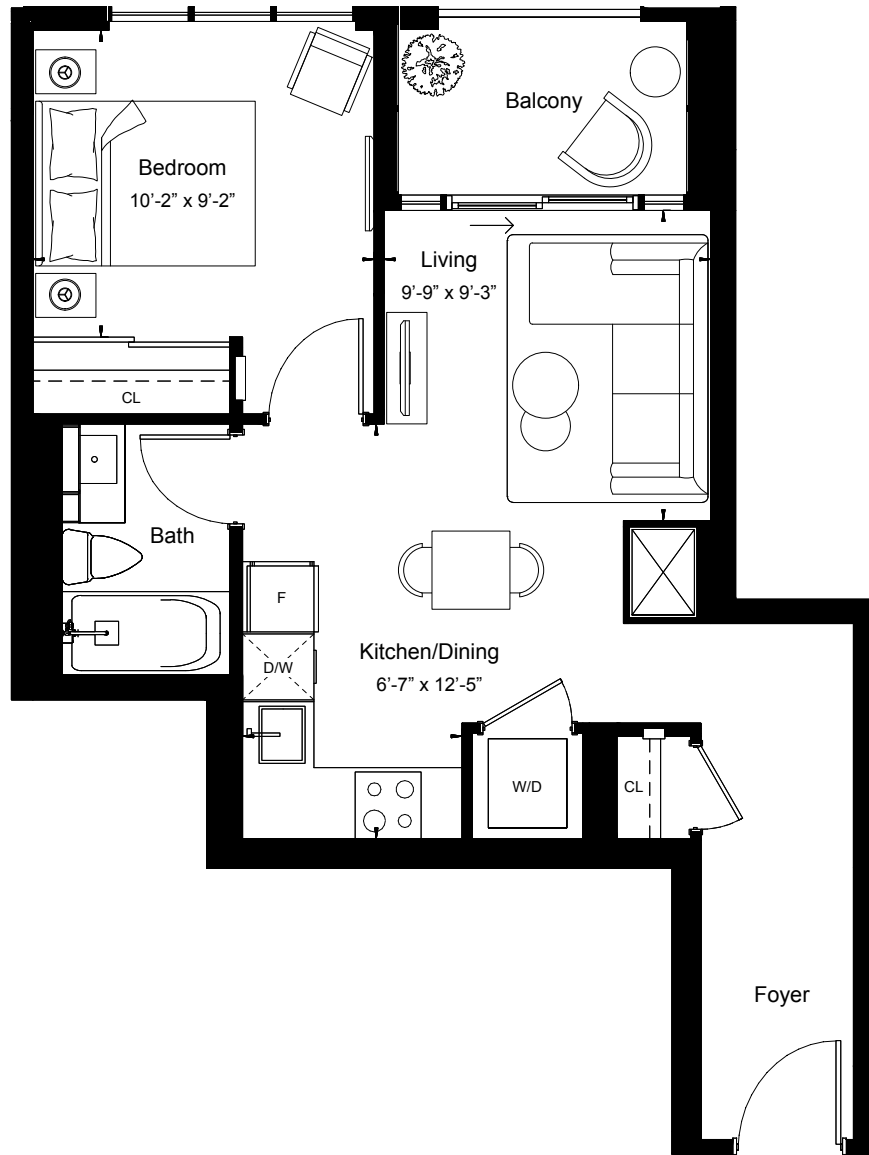 Balcony
Bedroom
10’-2” x 9’-2”
Living
9’-9” x 9’-3”
CL
Bath
F
D/W
Kitchen/Dining
6’-7” x 12’-5”
W/D
CL
Foyer